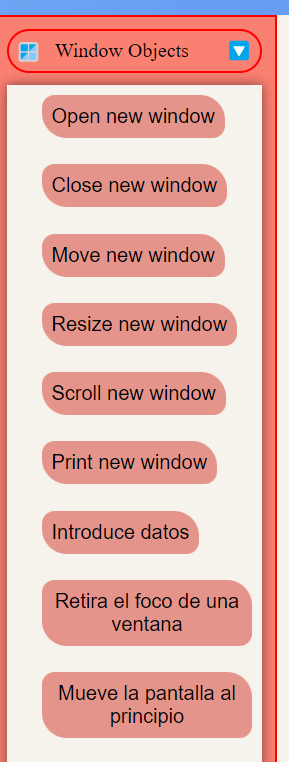 Window Objects
Open new window
Close new window
Move new window
Resize new window
Scroll new window
Print new window
Introduce datos
Retira el foco de una
ventana
Mueve la pantalla al
principio